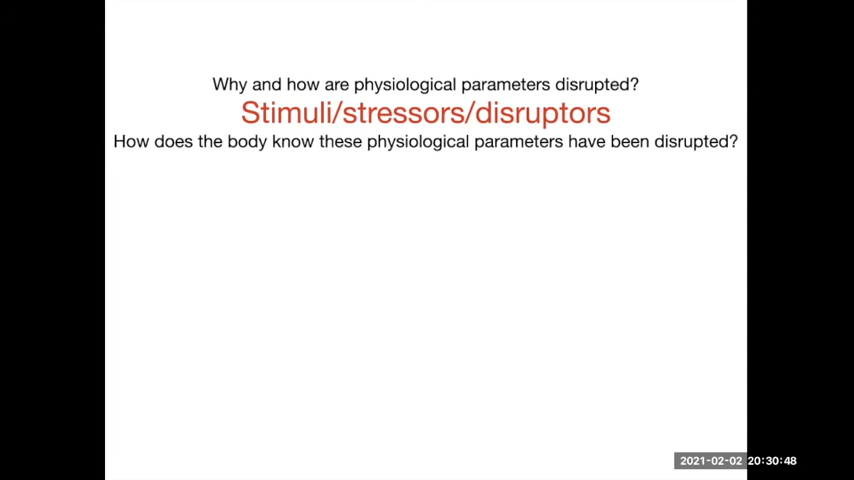 Why and how are physiological parameters disrupted?
Stimuli/stressors/disruptors
How does the body know these physiological parameters have been disrupted?
2021-02-02 20:30:48